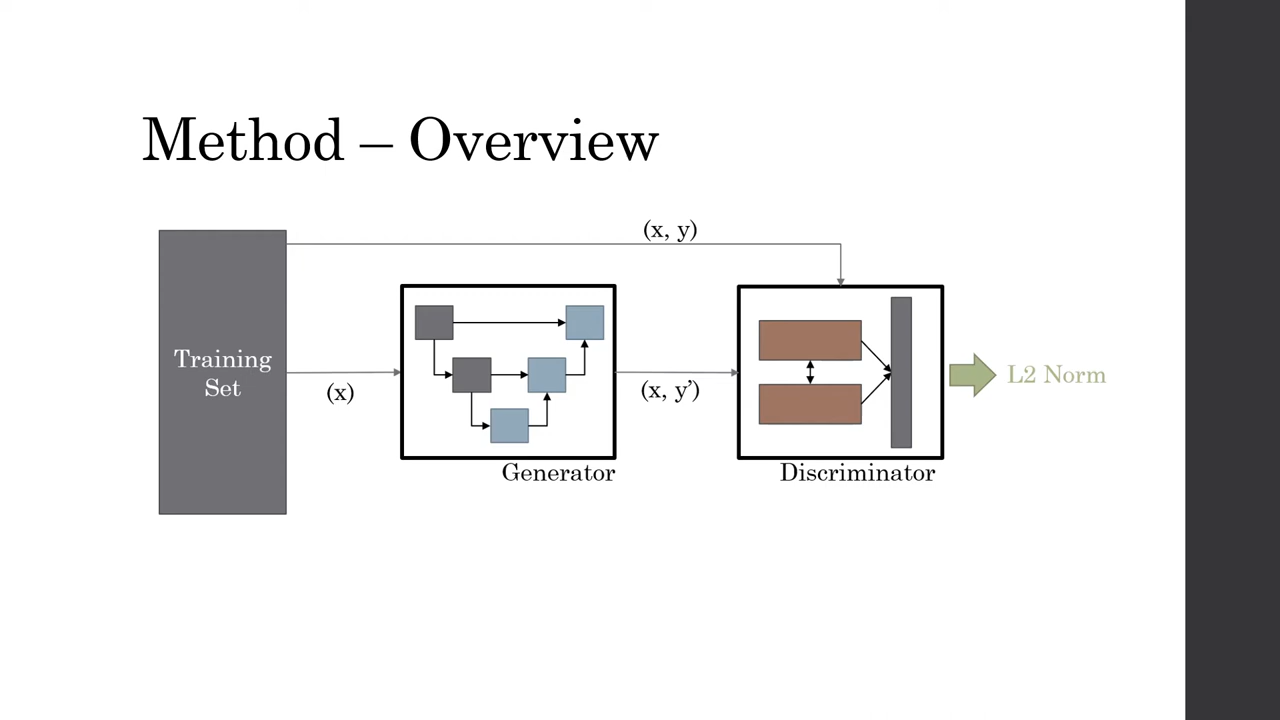 Method – Overview
(x, y)
Training
Set
(x)
(x, y’)
L2 Norm
Generator
Discriminator